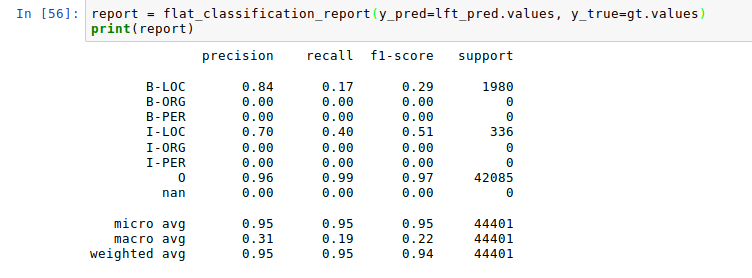 In [56]: report = flat_classification_report(y_pred=lft_pred.values, y_true=gt.values)
print(report)
precision recall f1-score support
B-LOC 0.84 0.17 0.29 1980
B-ORG 0.00 0.00 0.00 0
B-PER 0.00 0.00 0.00 0
I-LOC 0.70 0.40 0.51 336
I-ORG 0.00 0.00 0.00 0
I-PER 0.00 0.00 0.00 0
O 0.96 0.99 0.97 42085
nan 0.00 0.00 0.00 0
micro avg 0.95 0.95 0.95 44401
macro avg 0.31 0.19 0.22 44401
weighted avg 0.95 0.95 0.94 44401